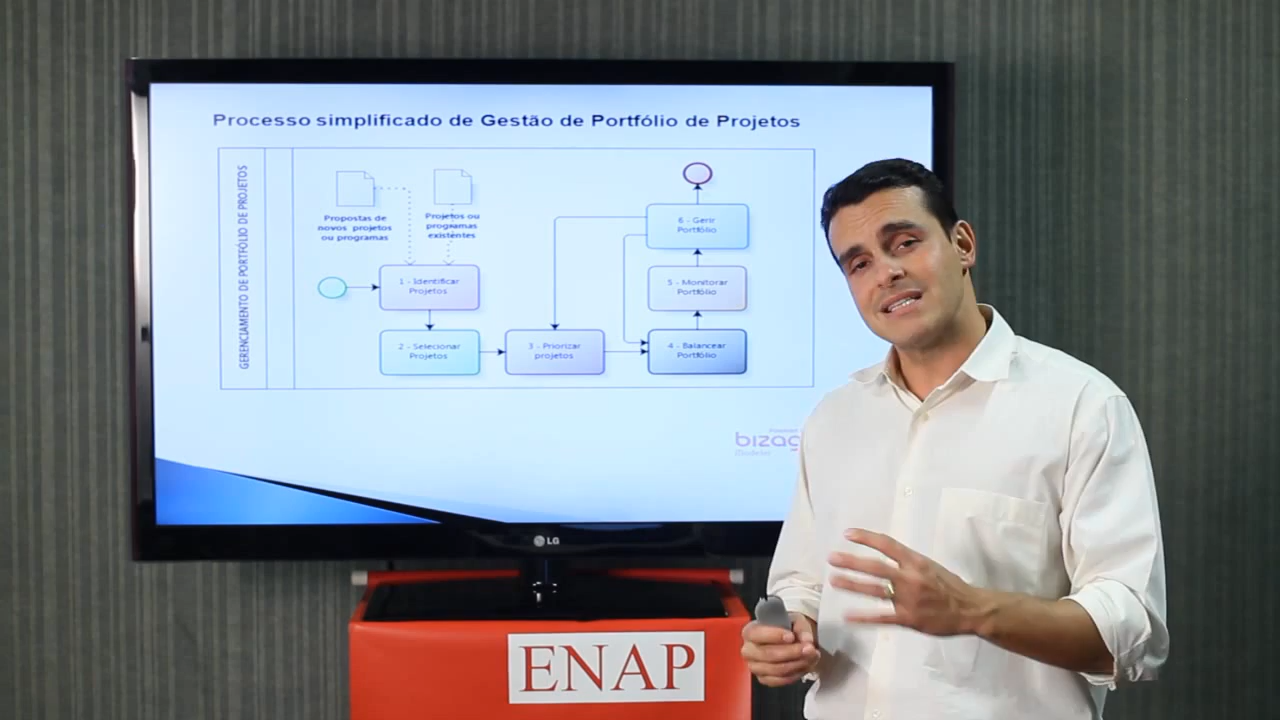 Processo simplificado de Gestão de Portfólio de Projetos
GERENCIAMENTO DE PORTFÓLIO DE PROJETOS
Propostas de
novos projetos
ou programas
Projetos ou
programas
existentes
1 - Identificar
Projetos
2 - Selecionar
Projetos
3 - Priorizar
projetos
4 - Balancear
Portfólio
5 - Monitorar
Portfólio
6 - Gerir
Portfólio
bizag
Modeler
LG
ENAP